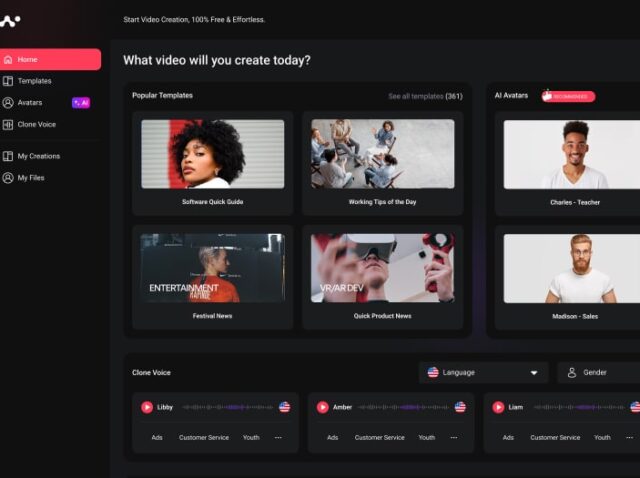 Start Video Creation, 100% Free & Effortless.
Home
Templates
Avatars
AI
Clone Voice
My Creations
My Files
What video will you create today?
Popular Templates
See all templates (361)
Software Quick Guide
Working Tips of the Day
ENTERTAINMENT
Festival News
VR/AR DEV
Quick Product News
AI Avatars
RECOMMENDED
Charles - Teacher
Madison - Sales
Clone Voice
Language
Gender
Libby
Ads Customer Service Youth ···
Amber
Ads Customer Service Youth ···
Liam
Ads Customer Service Youth ···